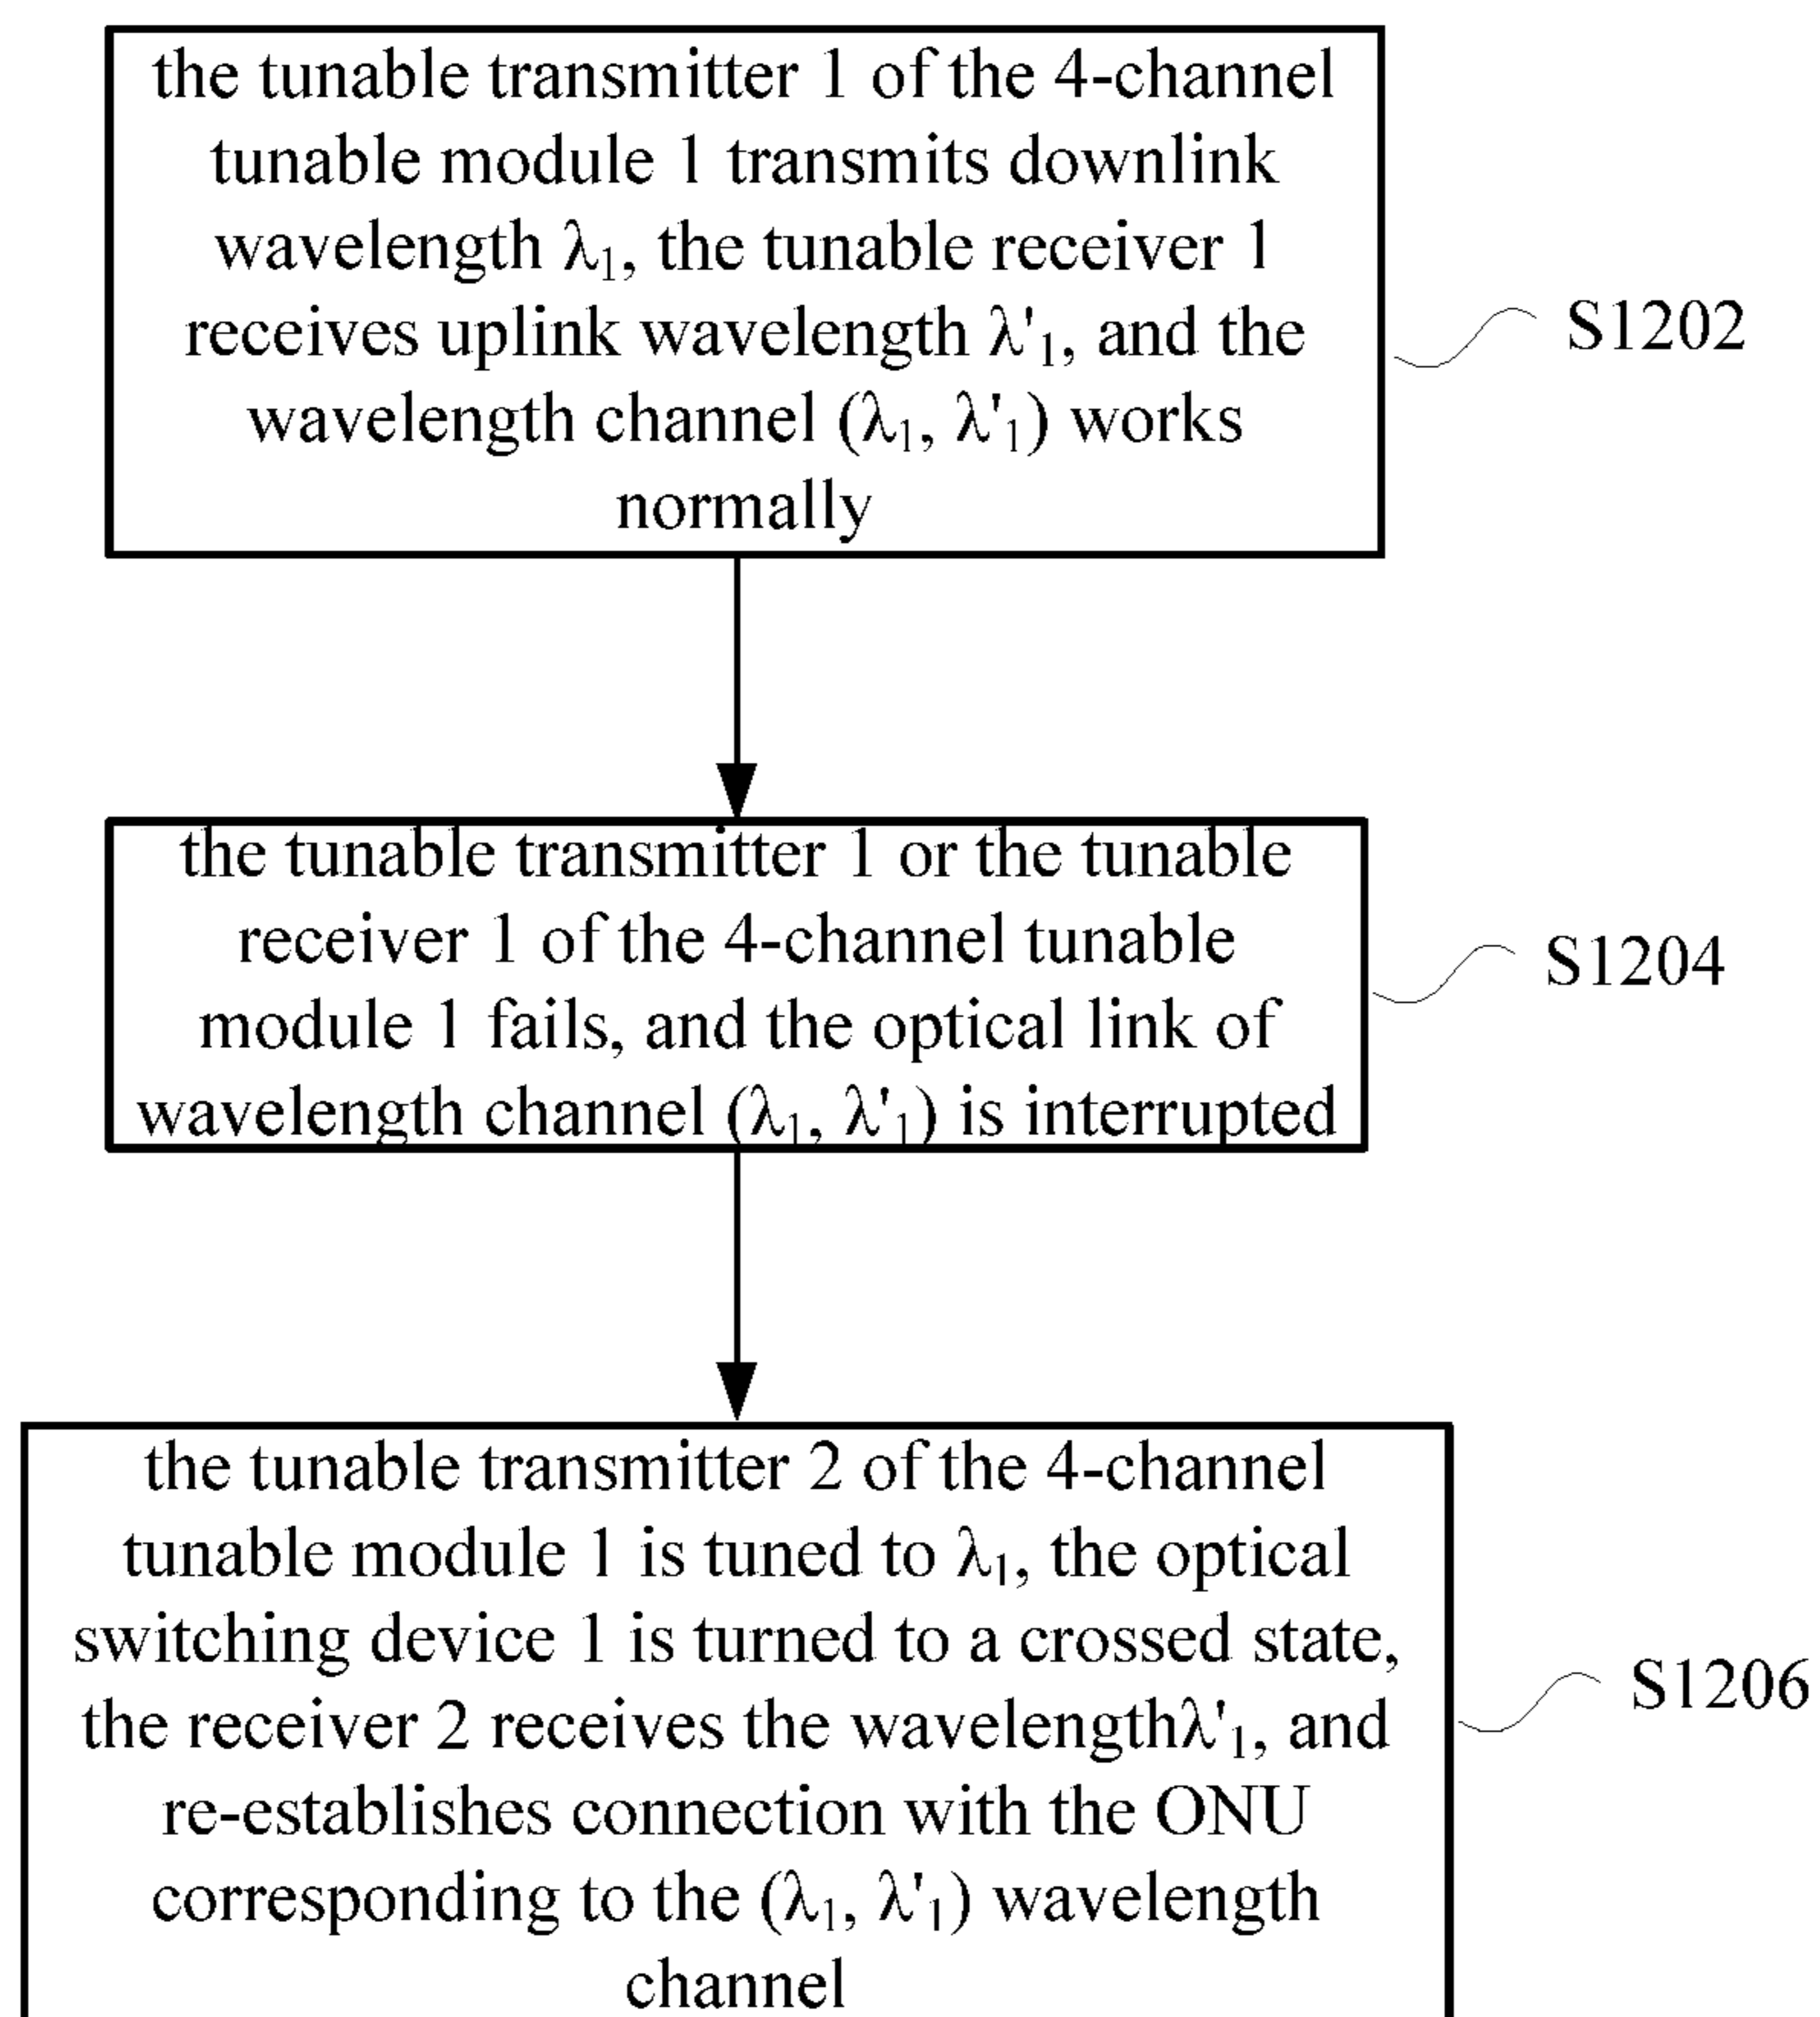 the tunable transmitter 1 of the 4-channel
tunable module 1 transmits downlink
wavelength λ₁, the tunable receiver 1
receives uplink wavelength λ'₁, and the
wavelength channel (λ₁, λ'₁) works
normally
S1202
the tunable transmitter 1 or the tunable
receiver 1 of the 4-channel tunable
module 1 fails, and the optical link of
wavelength channel (λ₁, λ'₁) is interrupted
S1204
the tunable transmitter 2 of the 4-channel
tunable module 1 is tuned to λ₁, the optical
switching device 1 is turned to a crossed state,
the receiver 2 receives the wavelengthλ'₁, and
re-establishes connection with the ONU
corresponding to the (λ₁, λ'₁) wavelength
channel
S1206